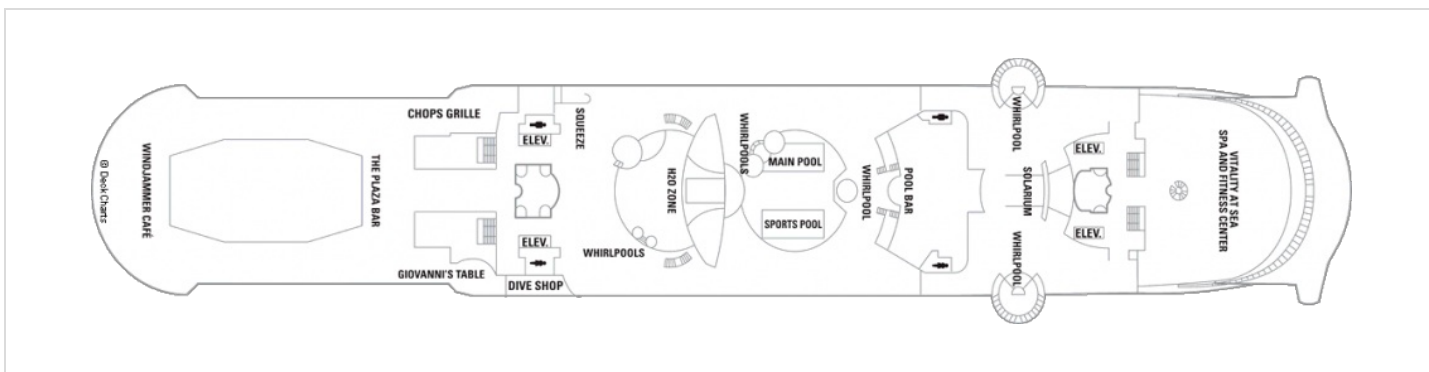 @ Deck Charts
WINDJAMMER CAFÉ
THE PLAZA BAR
CHOPS GRILLE
GIOVANNI'S TABLE
ELEV.
ELEV.
DIVE SHOP
SQUEEZE
WHIRLPOOLS
H2O ZONE
WHIRLPOOLS
MAIN POOL
SPORTS POOL
WHIRLPOOL
POOL BAR
WHIRLPOOL
SOLARIUM
WHIRLPOOL
ELEV.
ELEV.
VITALITY AT SEA
SPA AND FITNESS CENTER